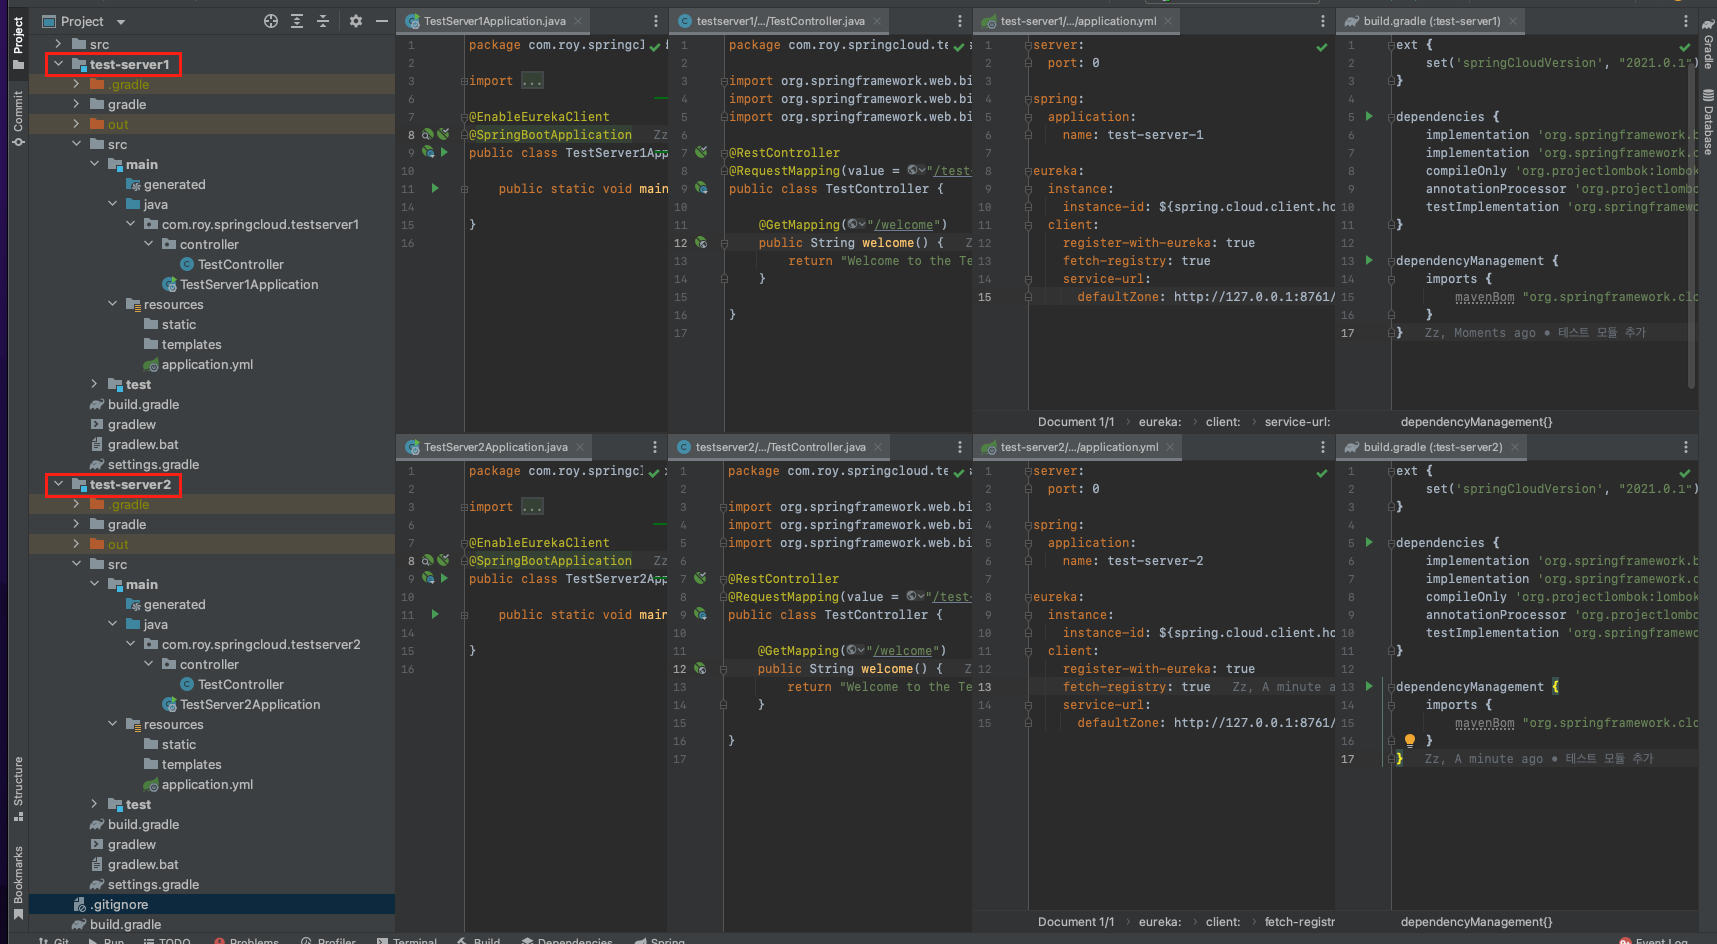 Project
src
test-server1
.gradle
gradle
out
src
main
generated
java
com.roy.springcloud.testserver1
controller
TestController
TestServer1Application
resources
static
templates
application.yml
test
build.gradle
gradlew
gradlew.bat
settings.gradle
test-server2
.gradle
gradle
out
src
main
generated
java
com.roy.springcloud.testserver2
controller
TestController
TestServer2Application
resources
static
templates
application.yml
test
build.gradle
gradlew
gradlew.bat
settings.gradle
.gitignore
build.gradle
Project
Commit
Structure
Bookmarks
TestServer1Application.java
1 package com.roy.springcl
2
3 import ...
6
7 @EnableEurekaClient
8 @SpringBootApplication Zz
9 public class TestServer1App
10
11 public static void main
14
15 }
16
testserver1/.../TestController.java
1 package com.roy.springcloud.te
2
3 import org.springframework.web.bi
4 import org.springframework.web.bi
5 import org.springframework.web.bi
6
7 @RestController
8 @RequestMapping(value = "/test-
9 public class TestController {
10
11 @GetMapping("/welcome")
12 public String welcome() { Z
13 return "Welcome to the Te
14 }
15
16 }
17
test-server1/.../application.yml
1 server:
2 port: 0
3
4 spring:
5 application:
6 name: test-server-1
7
8 eureka:
9 instance:
10 instance-id: ${spring.cloud.client.ho
11 client:
12 register-with-eureka: true
13 fetch-registry: true
14 service-url:
15 defaultZone: http://127.0.0.1:8761/
Document 1/1 › eureka: › client: › service-url:
build.gradle (:test-server1)
1 ext {
2 set('springCloudVersion', "2021.0.1")
3 }
4
5 dependencies {
6 implementation 'org.springframework.b
7 implementation 'org.springframework.c
8 compileOnly 'org.projectlombok:lombok
9 annotationProcessor 'org.projectlombo
10 testImplementation 'org.springframewo
11 }
12
13 dependencyManagement {
14 imports {
15 mavenBom "org.springframework.clo
16 }
17 } Zz, Moments ago • 테스트 모듈 추가
dependencyManagement{}
TestServer2Application.java
1 package com.roy.springcl
2
3 import ...
6
7 @EnableEurekaClient
8 @SpringBootApplication Zz
9 public class TestServer2App
10
11 public static void main
14
15 }
16
testserver2/.../TestController.java
1 package com.roy.springcloud.te
2
3 import org.springframework.web.bi
4 import org.springframework.web.bi
5 import org.springframework.web.bi
6
7 @RestController
8 @RequestMapping(value = "/test-
9 public class TestController {
10
11 @GetMapping("/welcome")
12 public String welcome() { Z
13 return "Welcome to the Te
14 }
15
16 }
17
test-server2/.../application.yml
1 server:
2 port: 0
3
4 spring:
5 application:
6 name: test-server-2
7
8 eureka:
9 instance:
10 instance-id: ${spring.cloud.client.ho
11 client:
12 register-with-eureka: true
13 fetch-registry: true Zz, A minute a
14 service-url:
15 defaultZone: http://127.0.0.1:8761/
Document 1/1 › eureka: › client: › fetch-registr
build.gradle (:test-server2)
1 ext {
2 set('springCloudVersion', "2021.0.1")
3 }
4
5 dependencies {
6 implementation 'org.springframework.b
7 implementation 'org.springframework.c
8 compileOnly 'org.projectlombok:lombok
9 annotationProcessor 'org.projectlombo
10 testImplementation 'org.springframewo
11 }
12
13 dependencyManagement {
14 imports {
15 mavenBom "org.springframework.clo
16 }
17 } Zz, A minute ago • 테스트 모듈 추가
dependencyManagement{}
Gradle
Database
Git Run TODO Problems Profiler Terminal Build Dependencies Spring
Event Log